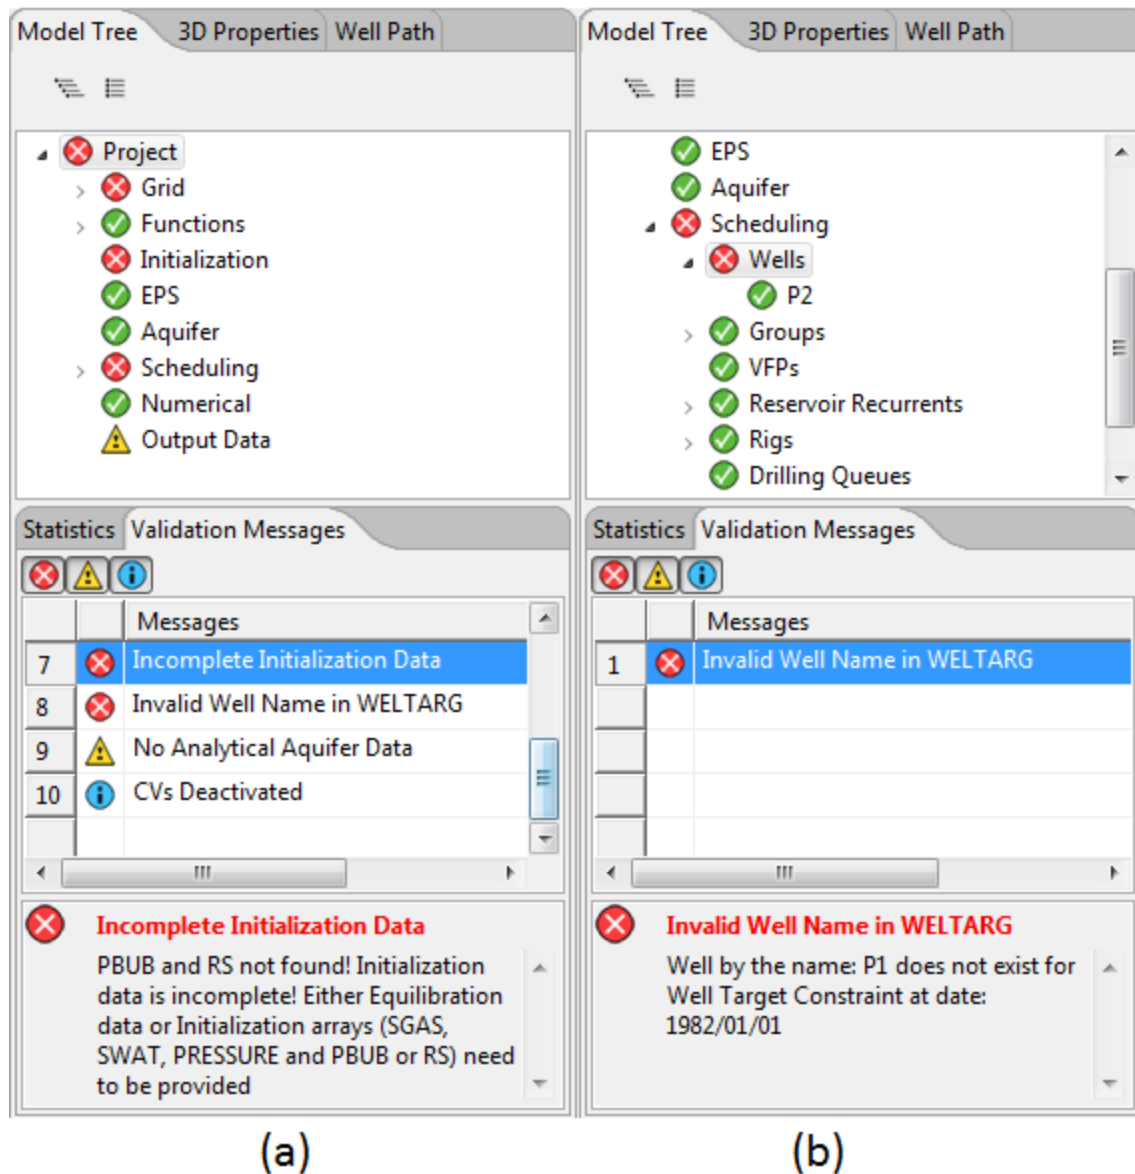 Model Tree
3D Properties
Well Path
Project
Grid
Functions
Initialization
EPS
Aquifer
Scheduling
Numerical
Output Data
Statistics
Validation Messages
Messages
7 Incomplete Initialization Data
8 Invalid Well Name in WELTARG
9 No Analytical Aquifer Data
10 CVs Deactivated
Incomplete Initialization Data
PBUB and RS not found! Initialization
data is incomplete! Either Equilibration
data or Initialization arrays (SGAS,
SWAT, PRESSURE and PBUB or RS) need
to be provided
(a)
Model Tree
3D Properties
Well Path
EPS
Aquifer
Scheduling
Wells
P2
Groups
VFPs
Reservoir Recurrents
Rigs
Drilling Queues
Statistics
Validation Messages
Messages
1 Invalid Well Name in WELTARG
Invalid Well Name in WELTARG
Well by the name: P1 does not exist for
Well Target Constraint at date:
1982/01/01
(b)